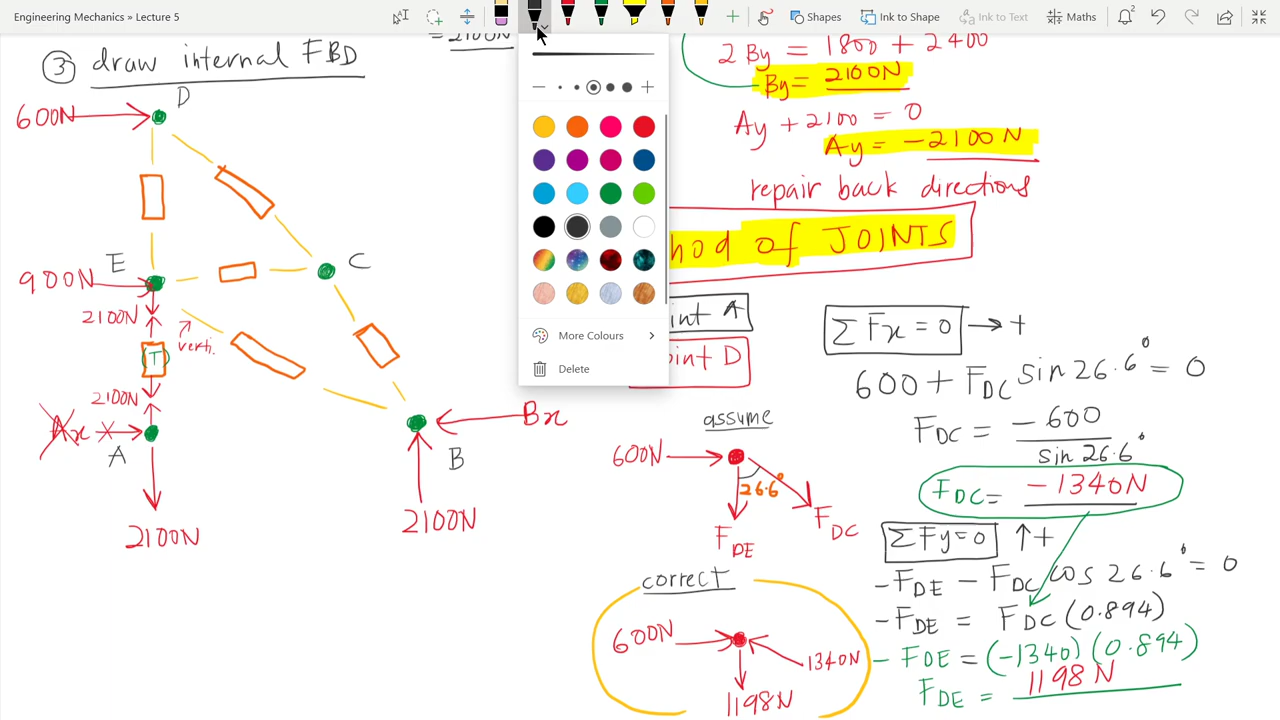 Engineering Mechanics » Lecture 5
Shapes
Ink to Shape
Ink to Text
Maths
= 2100N
③ draw internal FBD
D
600N
E
900N
2100N
verti.
(T)
2100N
Ax
A
2100N
C
Bx
B
2100N
More Colours
Delete
2 By = 1800 + 2400
By = 2100N
Ay + 2100 = 0
Ay = -2100 N
repair back directions
hod of JOINTS
int A
int D
assume
600N
26.6°
FDE
FDC
correct
600N
1340N
1198N
ΣFx = 0 → +
600 + FDC sin 26.6° = 0
FDC = -600
sin 26.6°
FDC = -1340N
ΣFy = 0 ↑ +
-FDE - FDC cos 26.6° = 0
-FDE = FDC (0.894)
- FDE = (-1340) (0.894)
FDE = 1198 N